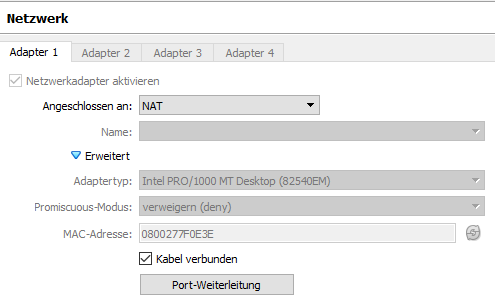 Netzwerk
Adapter 1 Adapter 2 Adapter 3 Adapter 4
Netzwerkadapter aktivieren
Angeschlossen an: NAT
Name:
Erweitert
Adaptertyp: Intel PRO/1000 MT Desktop (82540EM)
Promiscuous-Modus: verweigern (deny)
MAC-Adresse: 0800277F0E3E
Kabel verbunden
Port-Weiterleitung